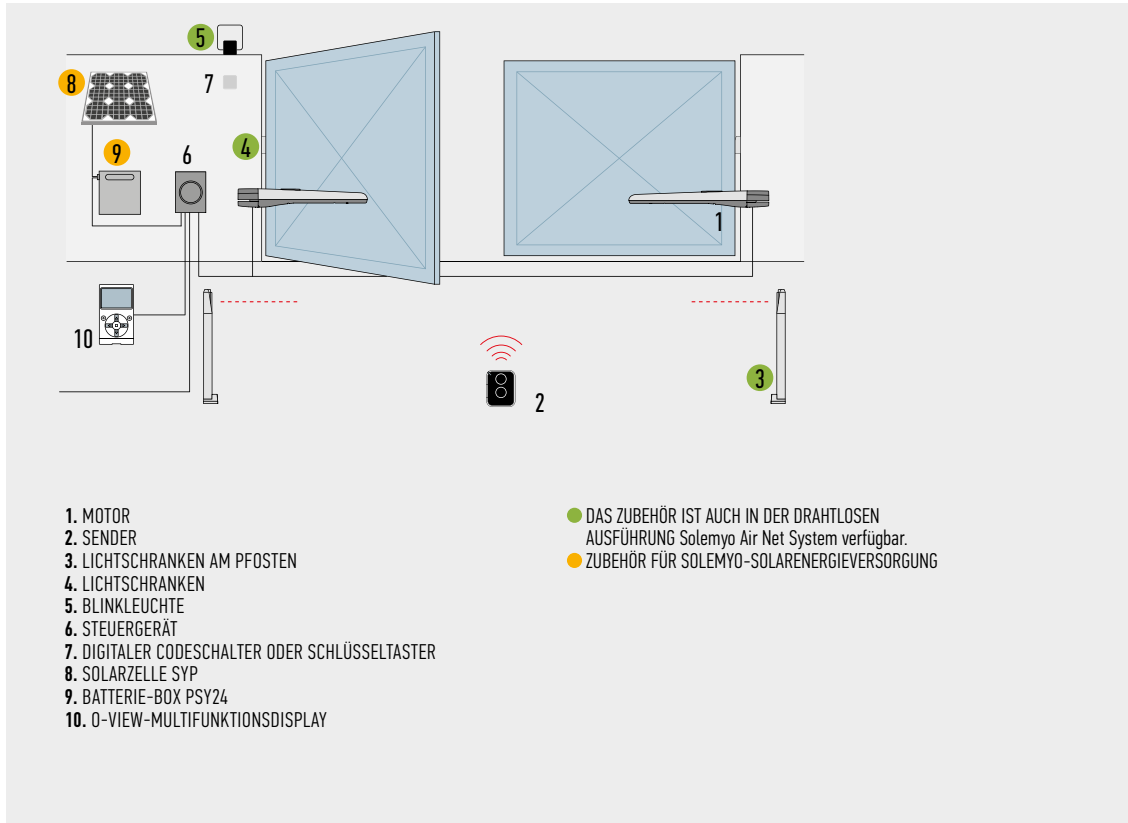 5
8
7
9
6
4
1
10
3
2
1. MOTOR
2. SENDER
3. LICHTSCHRANKEN AM PFOSTEN
4. LICHTSCHRANKEN
5. BLINKLEUCHTE
6. STEUERGERÄT
7. DIGITALER CODESCHALTER ODER SCHLÜSSELTASTER
8. SOLARZELLE SYP
9. BATTERIE-BOX PSY24
10. O-VIEW-MULTIFUNKTIONSDISPLAY
DAS ZUBEHÖR IST AUCH IN DER DRAHTLOSEN
AUSFÜHRUNG Solemyo Air Net System verfügbar.
ZUBEHÖR FÜR SOLEMYO-SOLARENERGIEVERSORGUNG